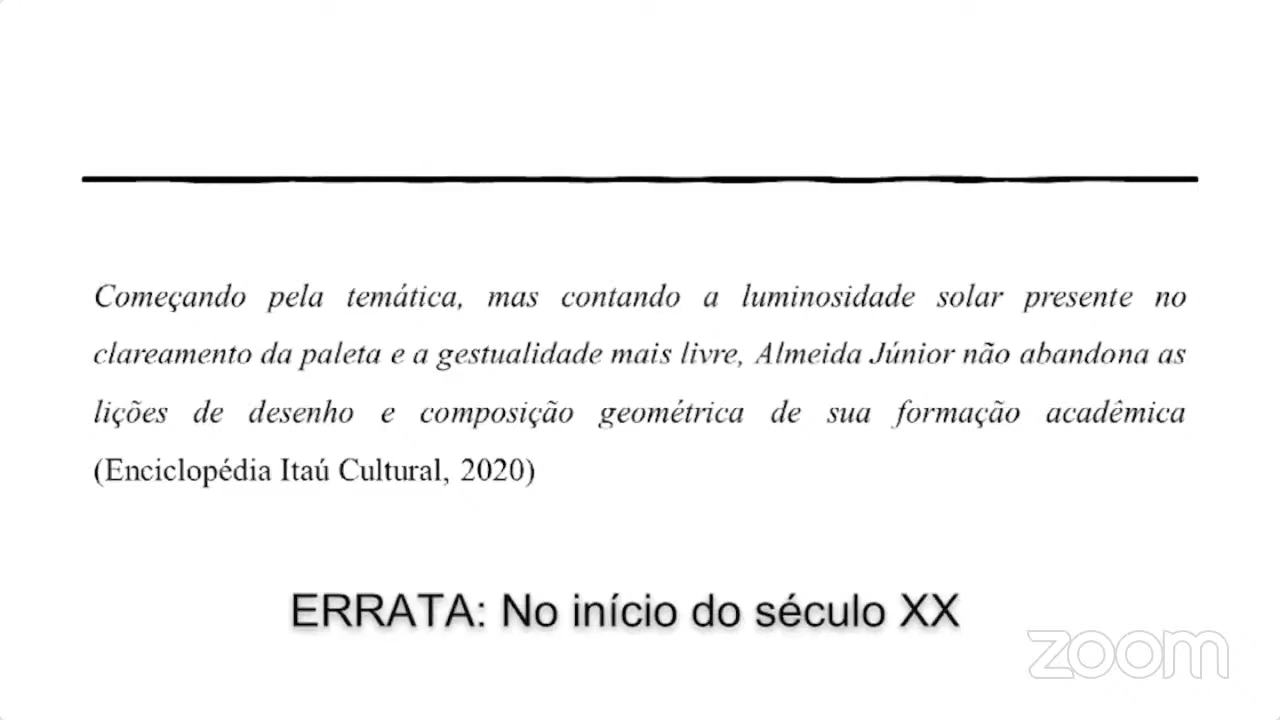 Começando pela temática, mas contando a luminosidade solar presente no
clareamento da paleta e a gestualidade mais livre, Almeida Júnior não abandona as
lições de desenho e composição geométrica de sua formação acadêmica
(Enciclopédia Itaú Cultural, 2020)
ERRATA: No início do século XX
zoom